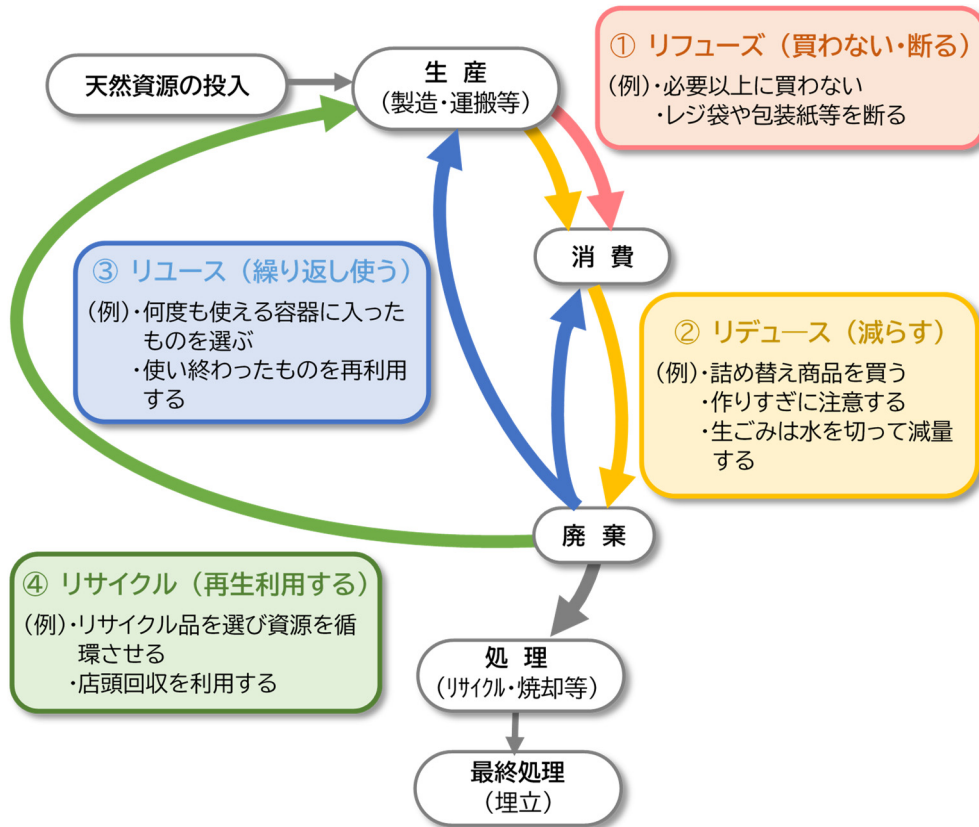 ① リフューズ（買わない・断る）
（例）・必要以上に買わない
・レジ袋や包装紙等を断る
天然資源の投入
生 産
（製造・運搬等）
消 費
③ リユース（繰り返し使う）
（例）・何度も使える容器に入った
ものを選ぶ
・使い終わったものを再利用
する
② リデュース（減らす）
（例）・詰め替え商品を買う
・作りすぎに注意する
・生ごみは水を切って減量
する
廃 棄
④ リサイクル（再生利用する）
（例）・リサイクル品を選び資源を循
環させる
・店頭回収を利用する
処 理
（ﾘｻｲｸﾙ・焼却等）
最終処理
（埋立）